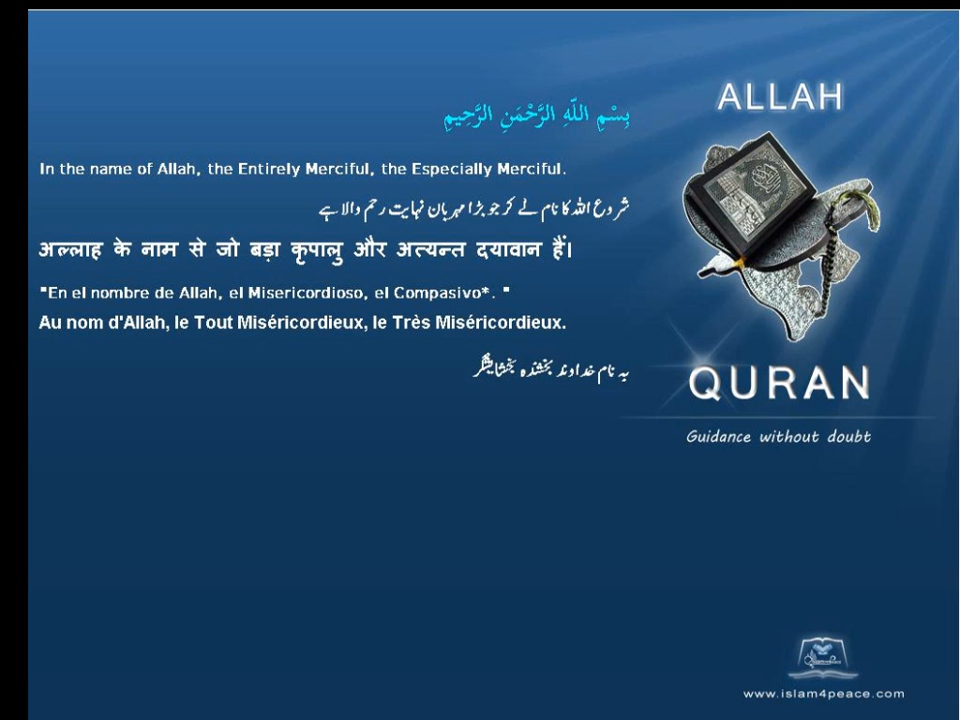 بِسْمِ اللّهِ الرَّحْمَنِ الرَّحِيمِ
In the name of Allah, the Entirely Merciful, the Especially Merciful.
شروع اللہ کا نام لے کر جو بڑا مہربان نہایت رحم والا ہے
अल्लाह के नाम से जो बड़ा कृपालु और अत्यन्त दयावान हैं।
"En el nombre de Allah, el Misericordioso, el Compasivo*. "
Au nom d'Allah, le Tout Miséricordieux, le Très Miséricordieux.
به نام خداوند بخشنده بخشایشگر
ALLAH
QURAN
Guidance without doubt
www.islam4peace.com